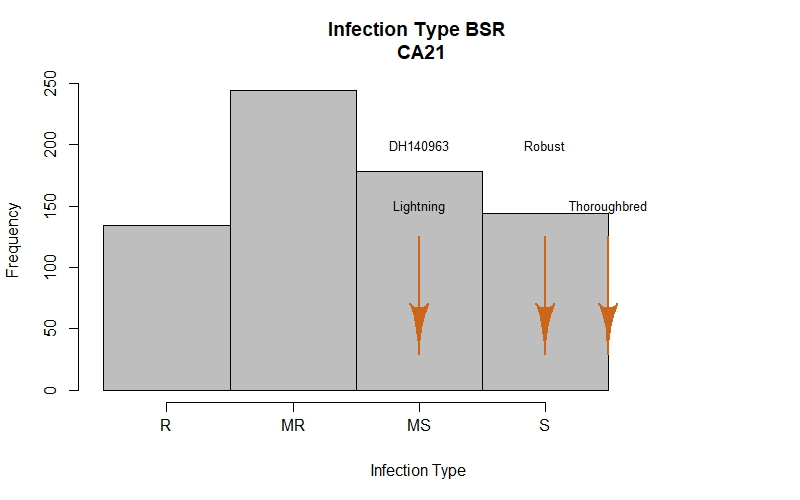 Infection Type BSR
CA21
250
200
150
100
50
0
Frequency
DH140963
Robust
Lightning
Thoroughbred
R
MR
MS
S
Infection Type